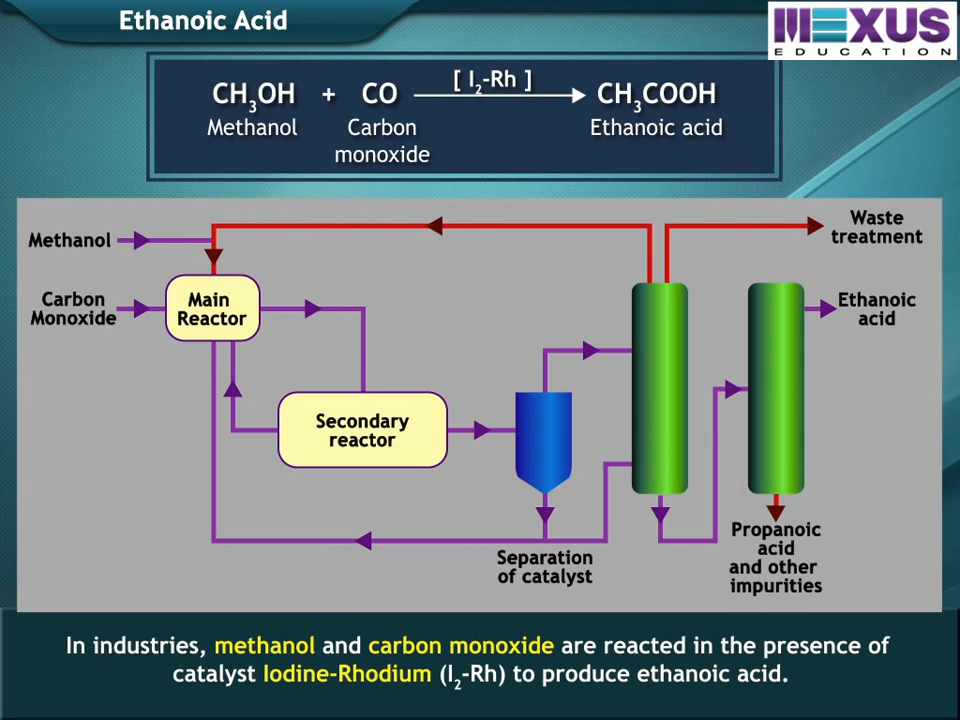 Ethanoic Acid
MEXUS
EDUCATION
CH₃OH + CO [ I₂-Rh ] CH₃COOH
Methanol Carbon Ethanoic acid
monoxide
Waste
treatment
Methanol
Carbon
Monoxide
Main
Reactor
Ethanoic
acid
Secondary
reactor
Separation
of catalyst
Propanoic
acid
and other
impurities
In industries, methanol and carbon monoxide are reacted in the presence of
catalyst Iodine-Rhodium (I₂-Rh) to produce ethanoic acid.